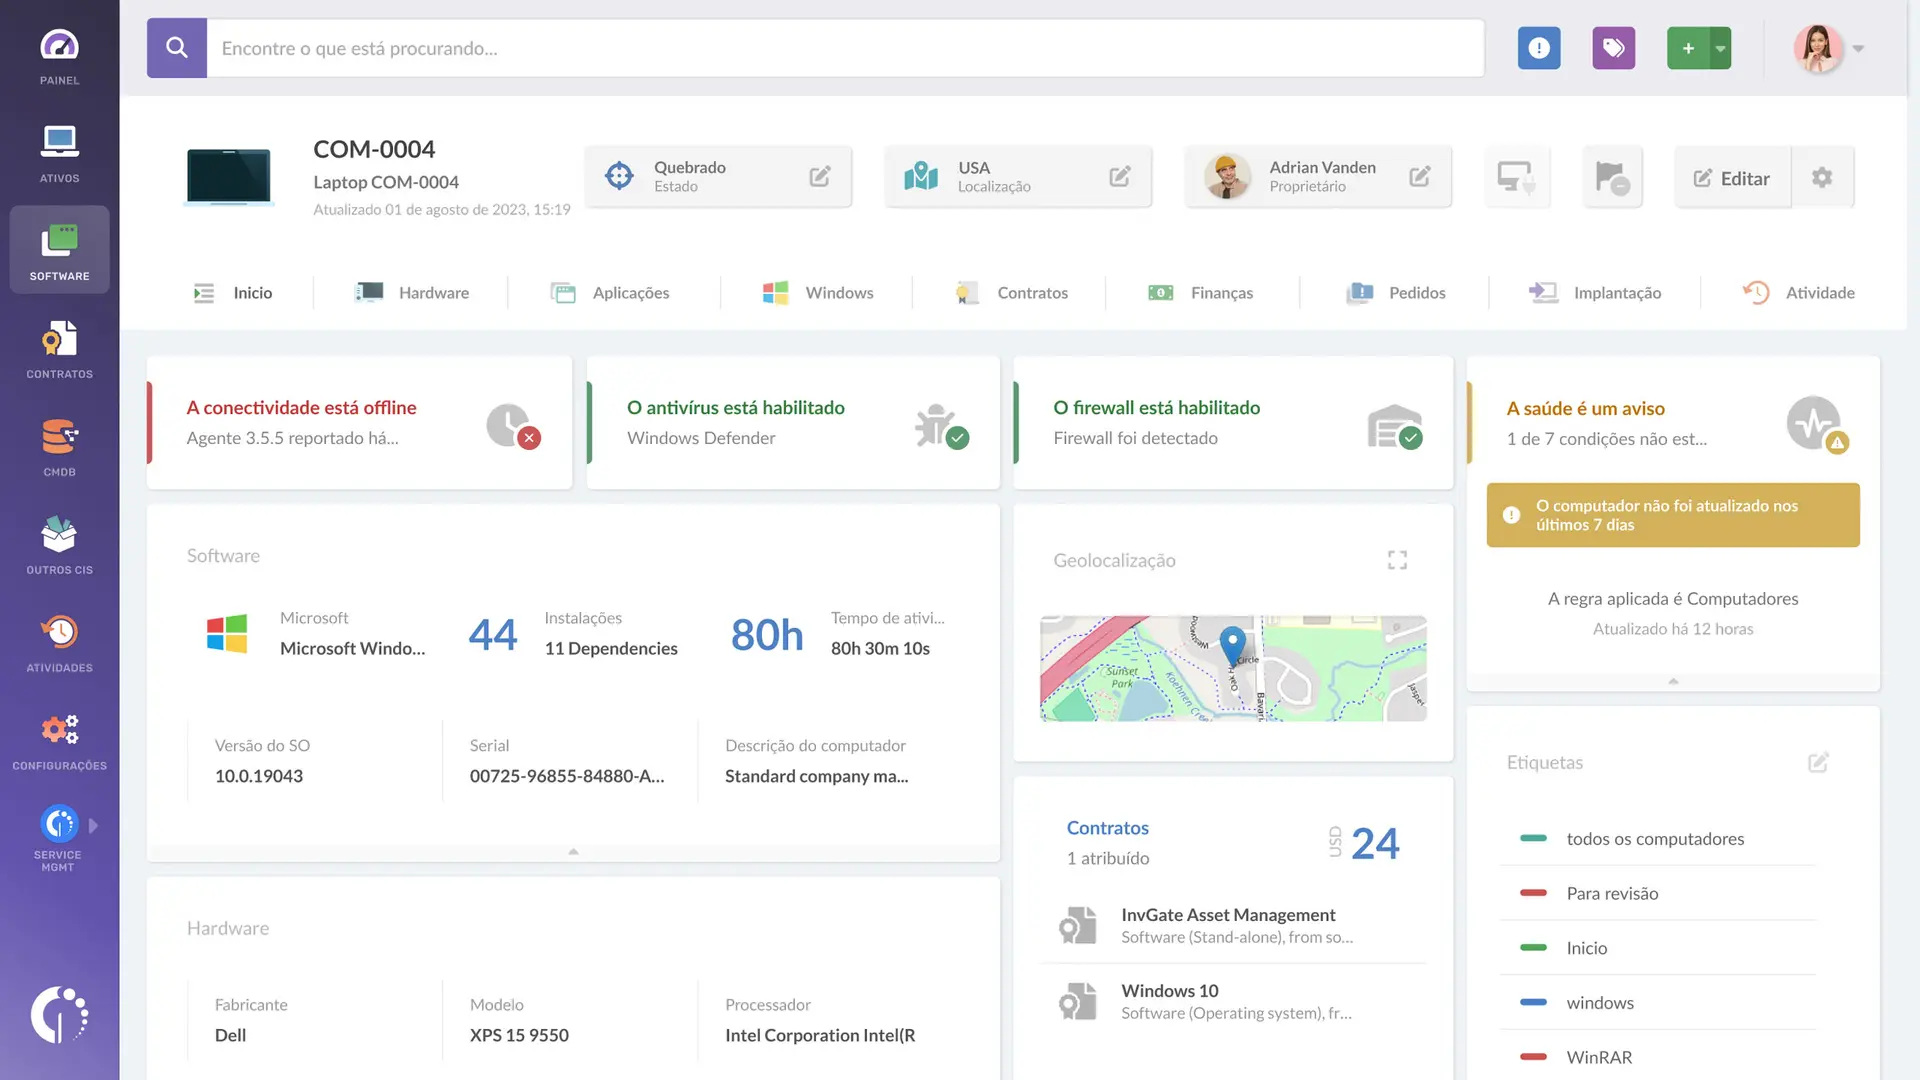 PAINEL
ATIVOS
SOFTWARE
CONTRATOS
CMDB
OUTROS CIS
ATIVIDADES
CONFIGURAÇÕES
SERVICE
MGMT
Encontre o que está procurando...
COM-0004
Laptop COM-0004
Atualizado 01 de agosto de 2023, 15:19
Quebrado
Estado
USA
Localização
Adrian Vanden
Proprietário
Editar
Inicio
Hardware
Aplicações
Windows
Contratos
Finanças
Pedidos
Implantação
Atividade
A conectividade está offline
Agente 3.5.5 reportado há...
O antivírus está habilitado
Windows Defender
O firewall está habilitado
Firewall foi detectado
A saúde é um aviso
1 de 7 condições não est...
O computador não foi atualizado nos
últimos 7 dias
A regra aplicada é Computadores
Atualizado há 12 horas
Software
Microsoft
Microsoft Windo...
44
Instalações
11 Dependencies
80h
Tempo de ativi...
80h 30m 10s
Versão do SO
10.0.19043
Serial
00725-96855-84880-A...
Descrição do computador
Standard company ma...
Geolocalização
Sunset
Park
Koehnen Cree
Westwood
Circle
Oak
Bavari
Jasper
Contratos
1 atribuído
USD
24
InvGate Asset Management
Software (Stand-alone), from so...
Windows 10
Software (Operating system), fr...
Etiquetas
todos os computadores
Para revisão
Inicio
windows
WinRAR
Hardware
Fabricante
Dell
Modelo
XPS 15 9550
Processador
Intel Corporation Intel(R